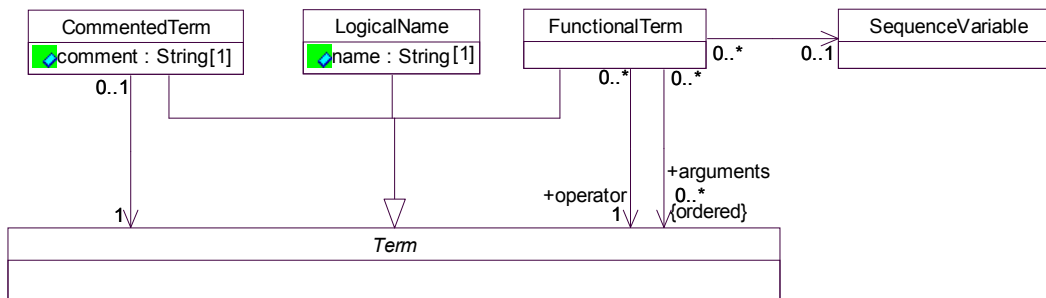 CommentedTerm
comment : String[1]
LogicalName
name : String[1]
FunctionalTerm
SequenceVariable
0..*
0..1
0..1
0..*
0..*
+operator
1
+arguments
0..*
{ordered}
1
Term